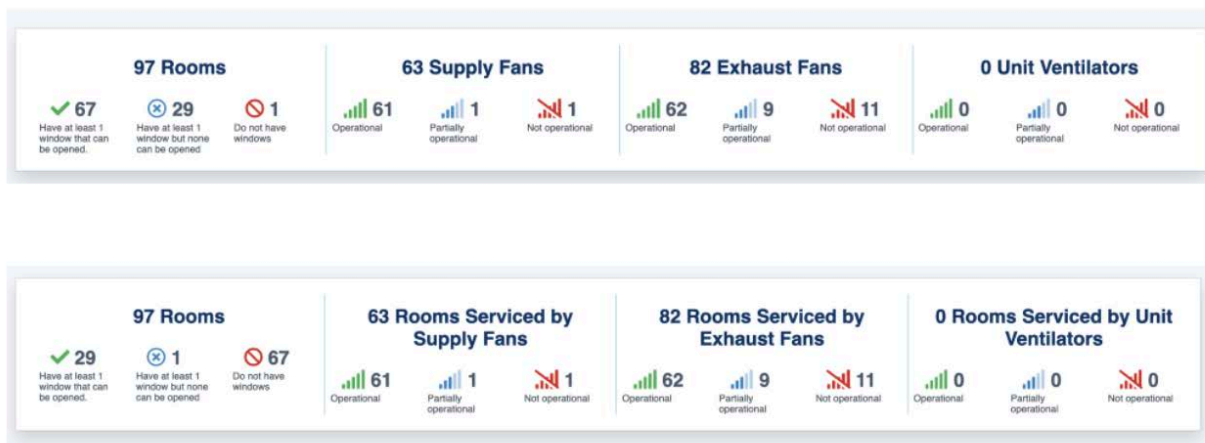 97 Rooms
67
Have at least 1
window that can
be opened.
29
Have at least 1
window but none
can be opened
1
Do not have
windows
63 Supply Fans
61
Operational
1
Partially
operational
1
Not operational
82 Exhaust Fans
62
Operational
9
Partially
operational
11
Not operational
0 Unit Ventilators
0
Operational
0
Partially
operational
0
Not operational
97 Rooms
29
Have at least 1
window that can
be opened.
1
Have at least 1
window but none
can be opened
67
Do not have
windows
63 Rooms Serviced by
Supply Fans
61
Operational
1
Partially
operational
1
Not operational
82 Rooms Serviced by
Exhaust Fans
62
Operational
9
Partially
operational
11
Not operational
0 Rooms Serviced by Unit
Ventilators
0
Operational
0
Partially
operational
0
Not operational